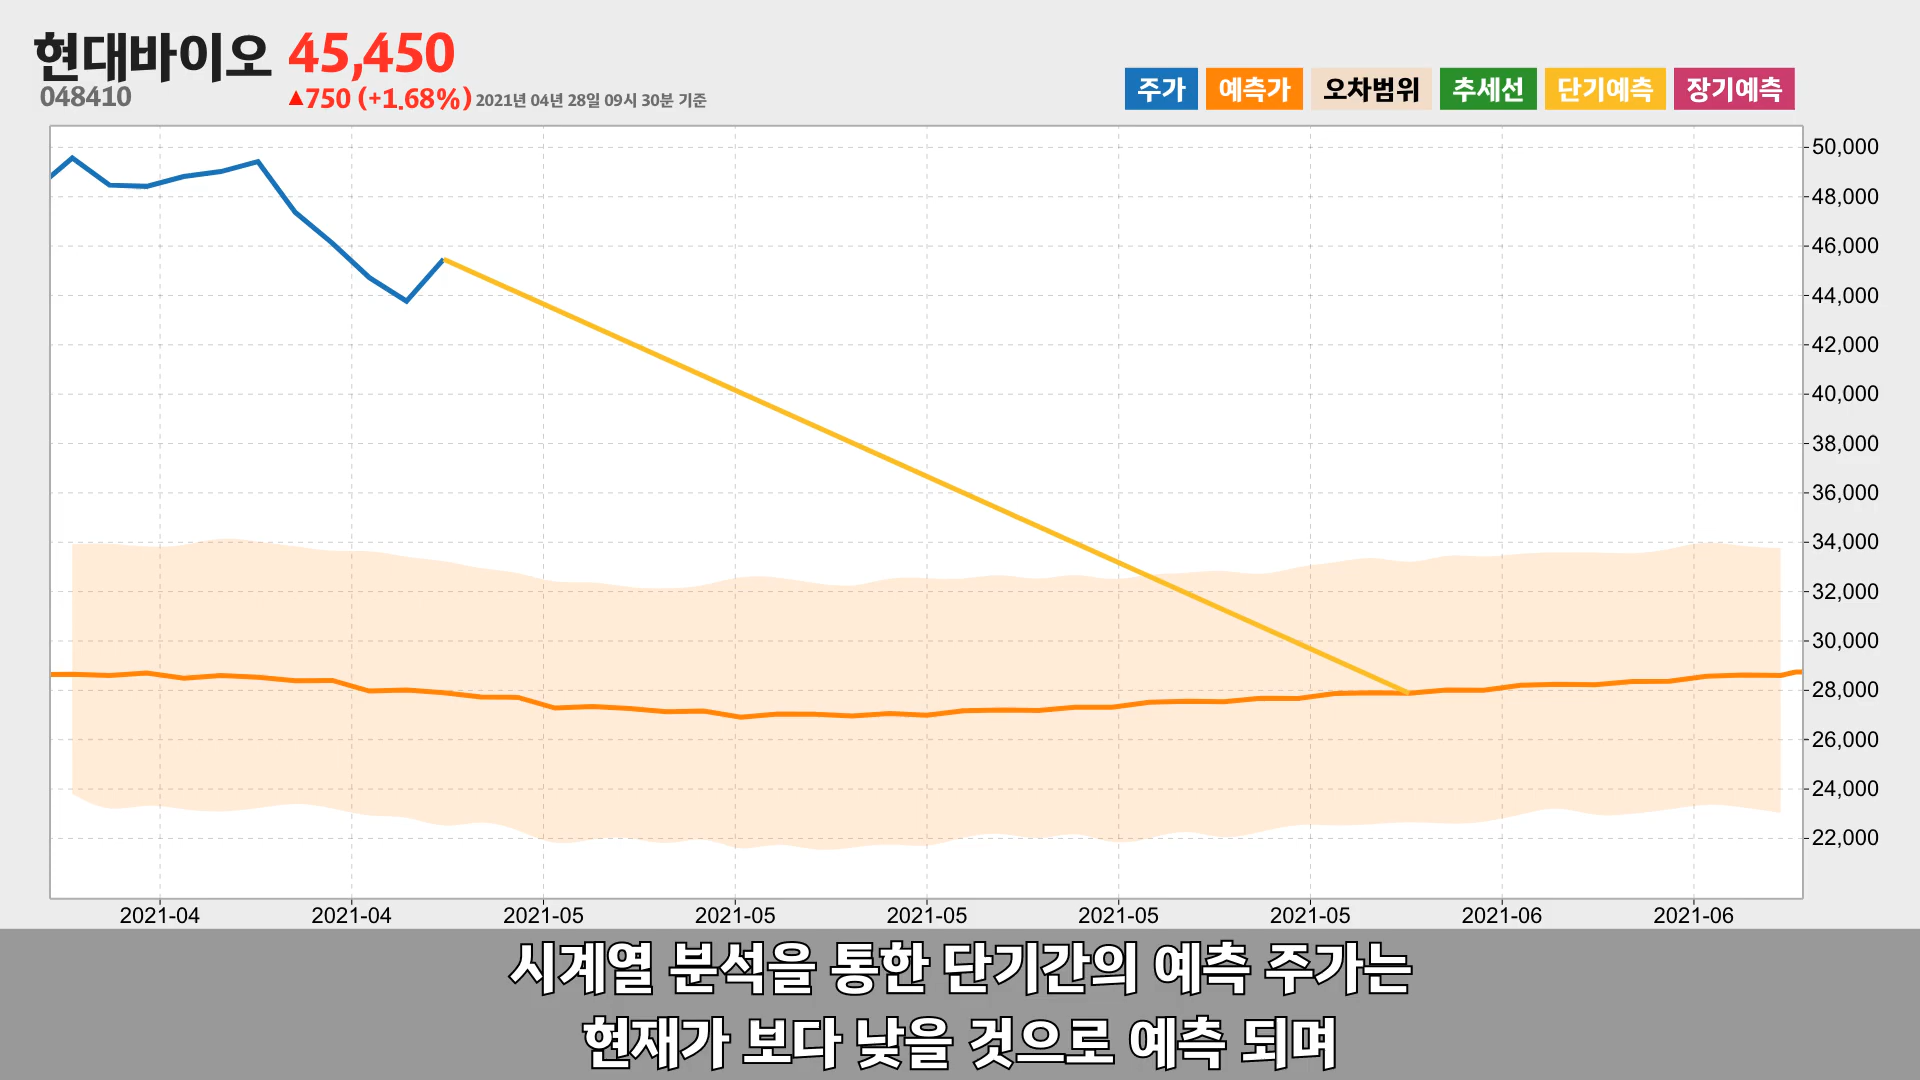 현대바이오 45,450
048410 ▲750 (+1.68%) 2021년 04년 28일 09시 30분 기준
주가 예측가 오차범위 추세선 단기예측 장기예측
50,000
48,000
46,000
44,000
42,000
40,000
38,000
36,000
34,000
32,000
30,000
28,000
26,000
24,000
22,000
2021-04 2021-04 2021-05 2021-05 2021-05 2021-05 2021-05 2021-06 2021-06
시계열 분석을 통한 단기간의 예측 주가는
현재가 보다 낮을 것으로 예측 되며